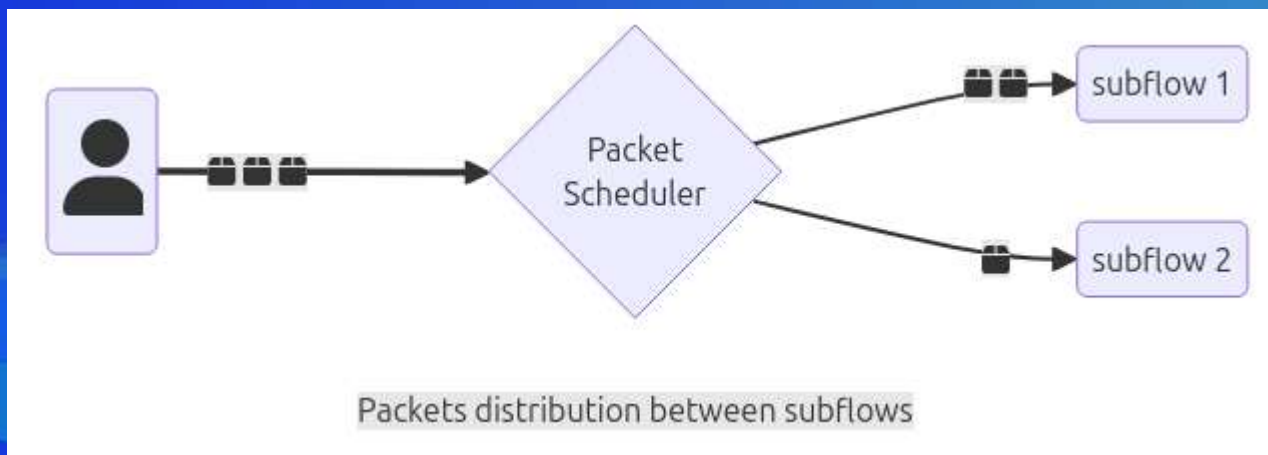 Packet
Scheduler
subflow 1
subflow 2
Packets distribution between subflows